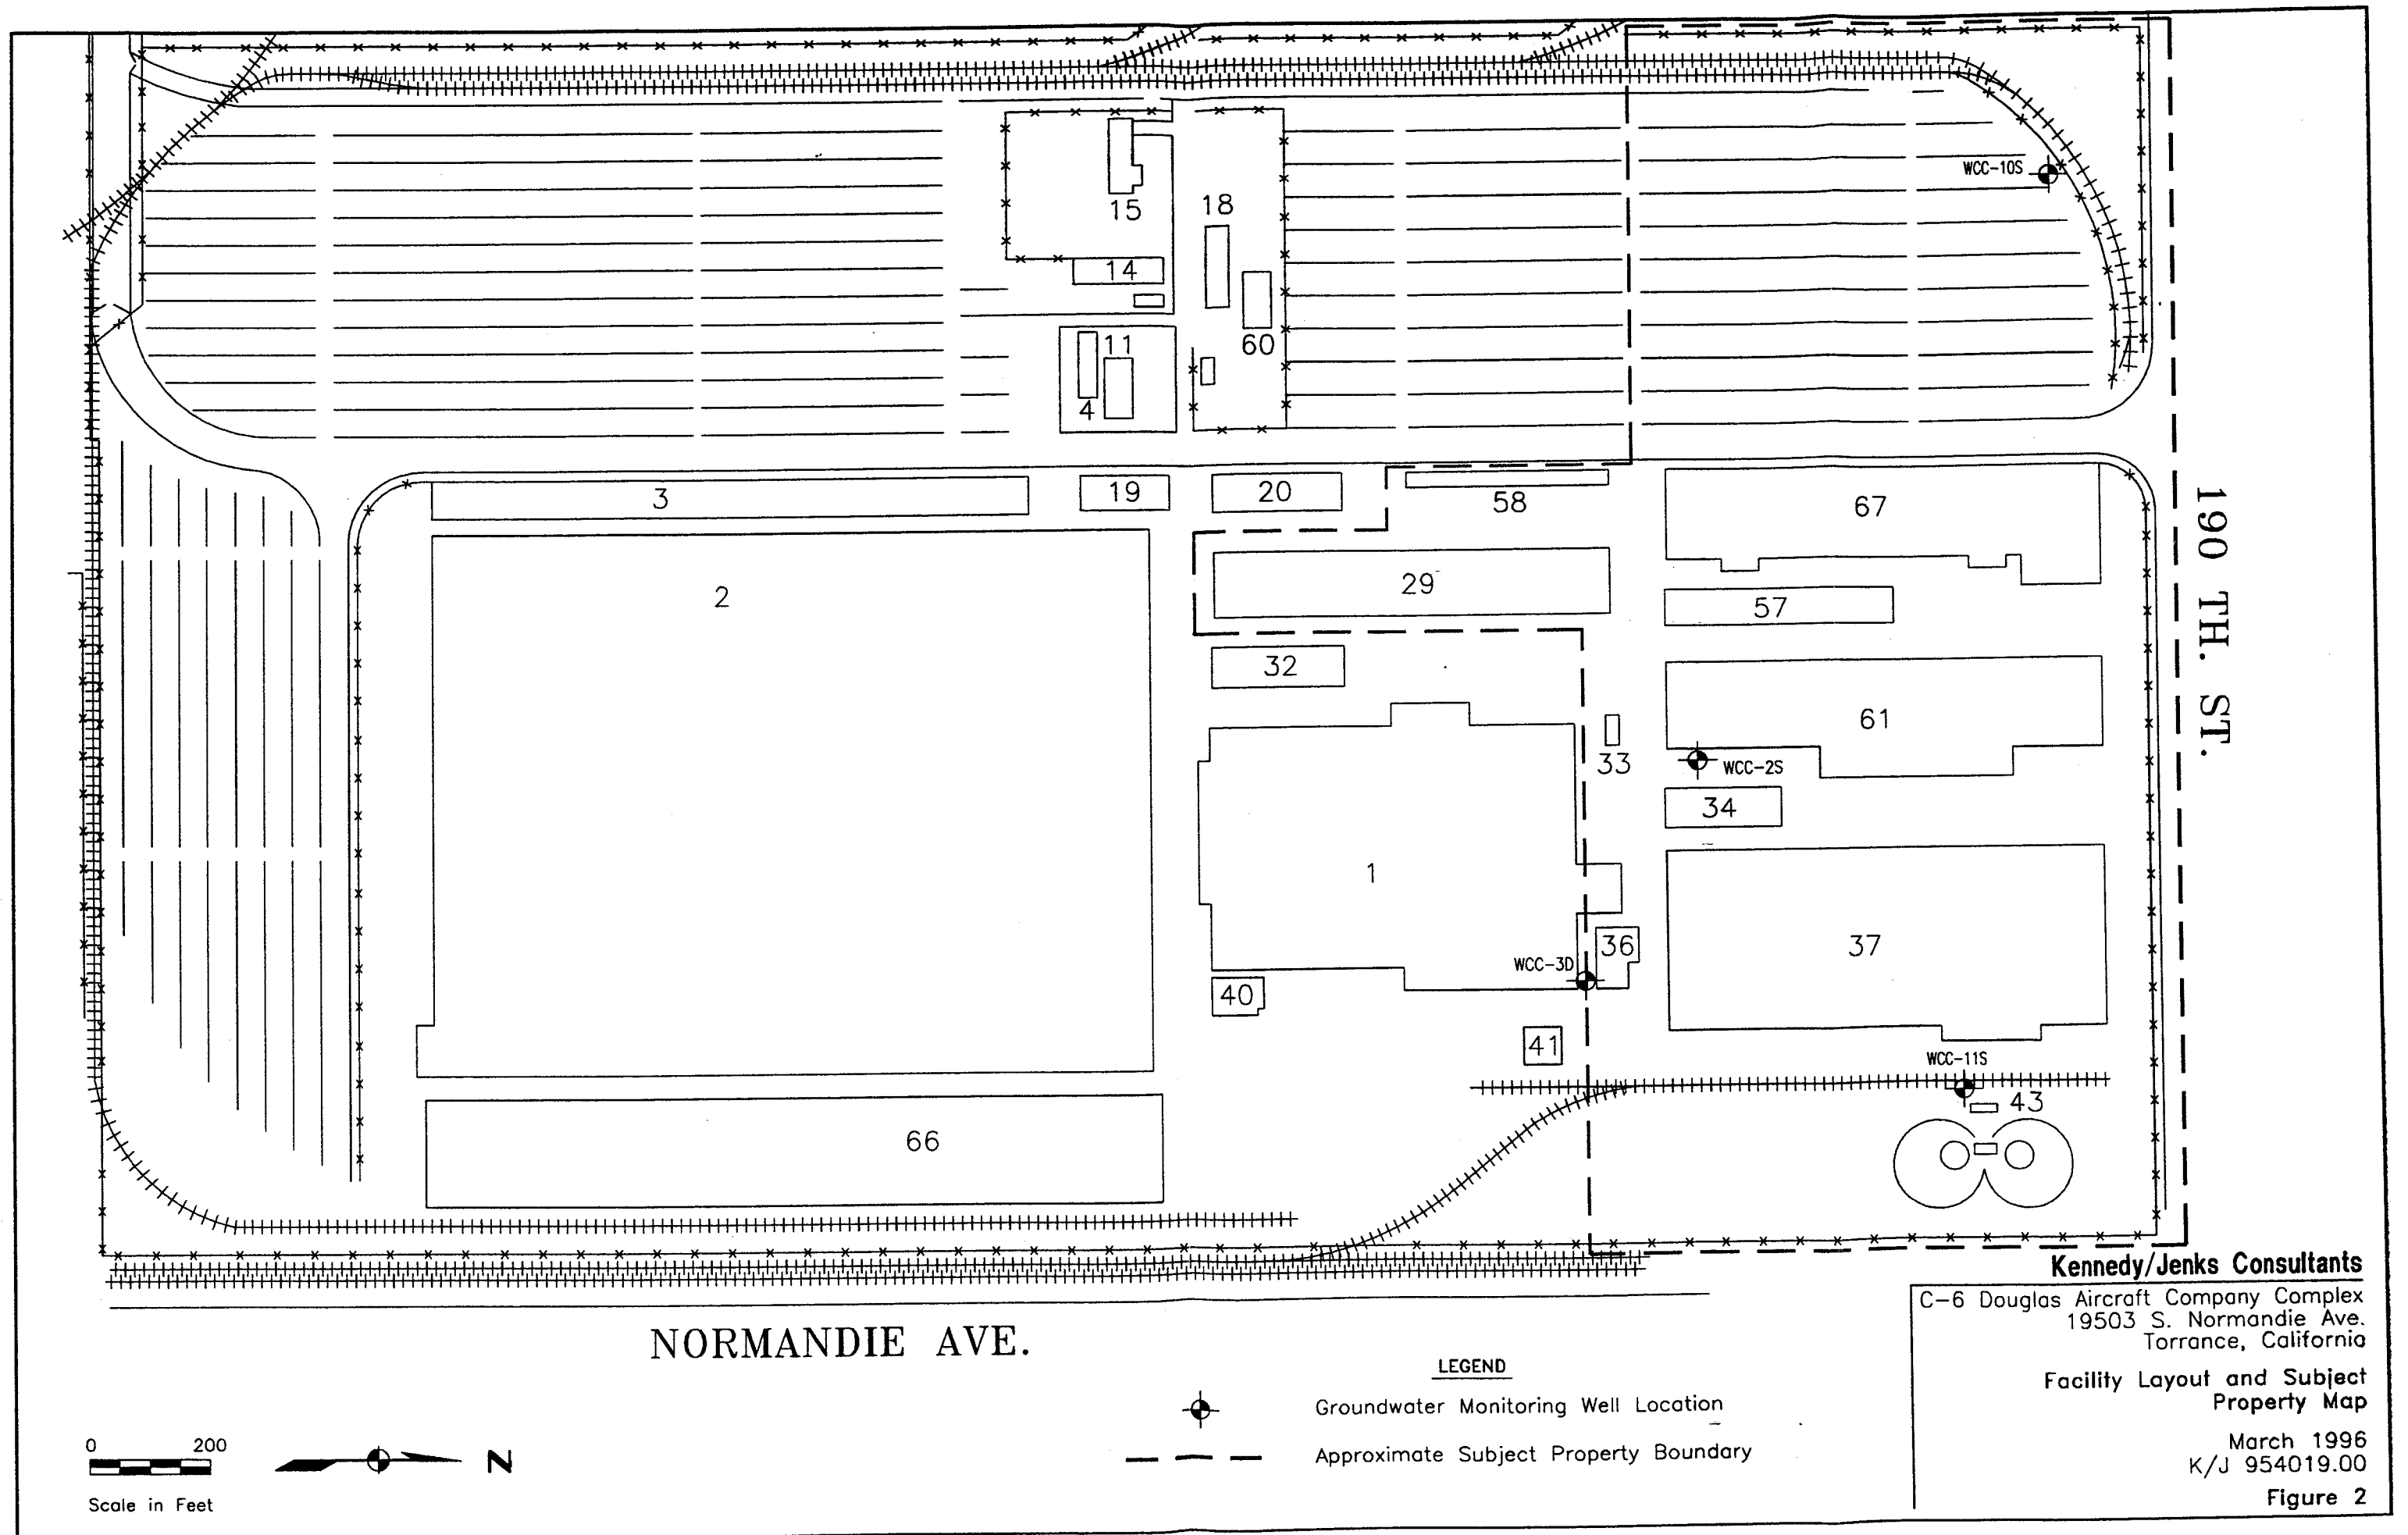 WCC-10S
15
18
14
11
60
4
3
19
20
58
67
190 TH. ST.
2
29
57
32
61
33
WCC-2S
34
1
36
37
WCC-3D
40
41
WCC-11S
43
66
NORMANDIE AVE.
Kennedy/Jenks Consultants
C-6 Douglas Aircraft Company Complex
19503 S. Normandie Ave.
Torrance, California
Facility Layout and Subject
Property Map
March 1996
K/J 954019.00
Figure 2
LEGEND
Groundwater Monitoring Well Location
Approximate Subject Property Boundary
0 200
Scale in Feet
N